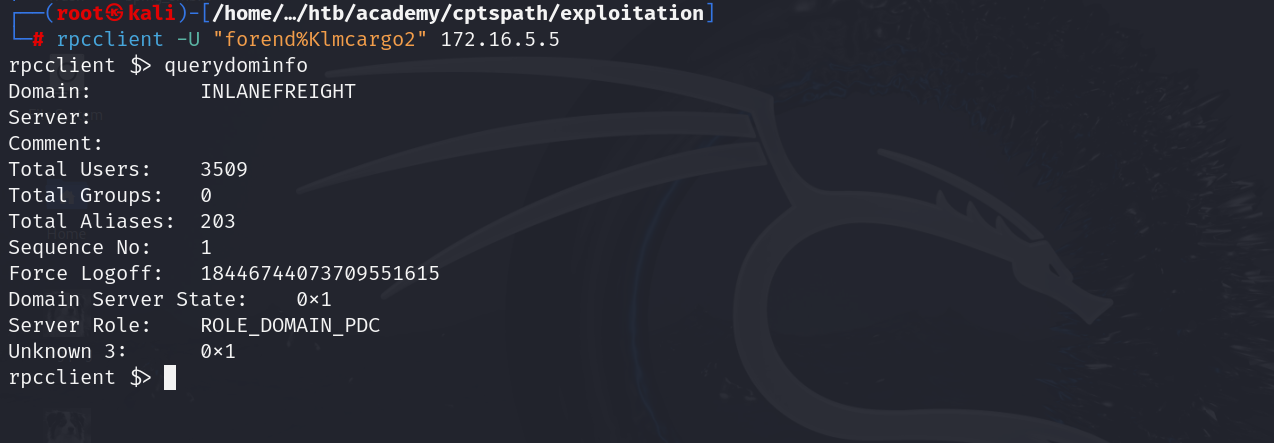 ┌──(root㉿kali)-[/home/…/htb/academy/cptspath/exploitation]
└─# rpcclient -U "forend%Klmcargo2" 172.16.5.5
rpcclient $> querydominfo
Domain:         INLANEFREIGHT
Server:
Comment:
Total Users:    3509
Total Groups:   0
Total Aliases:  203
Sequence No:    1
Force Logoff:   18446744073709551615
Domain Server State:    0x1
Server Role:    ROLE_DOMAIN_PDC
Unknown 3:      0x1
rpcclient $>